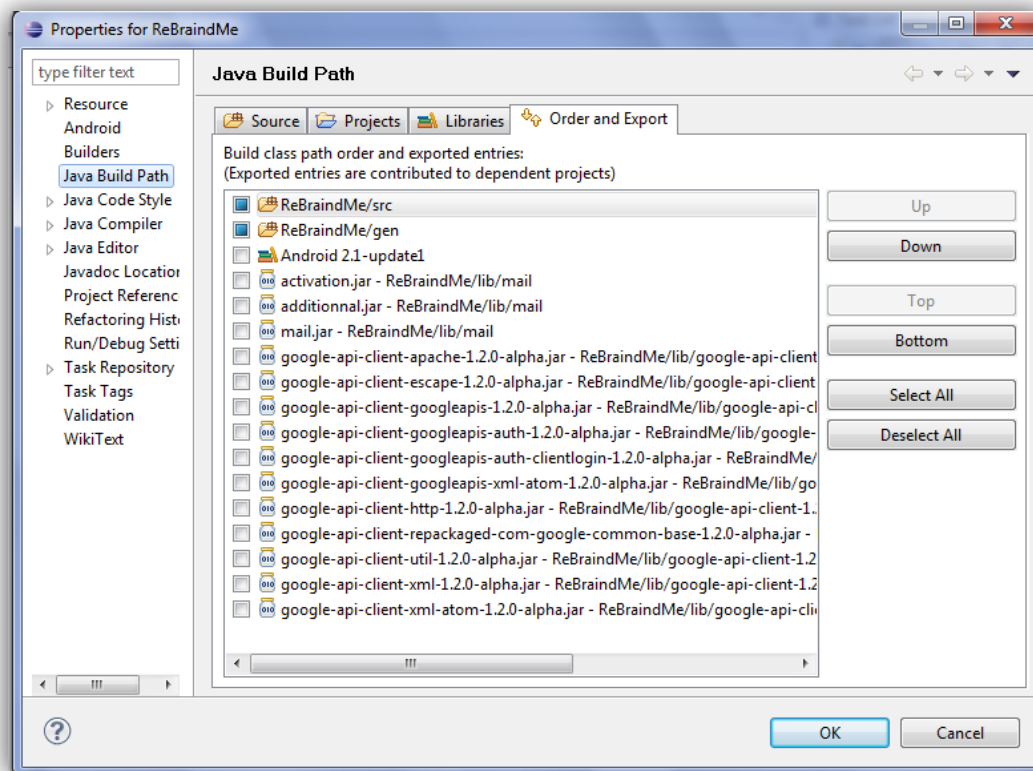 Properties for ReBraindMe
type filter text
Resource
Android
Builders
Java Build Path
Java Code Style
Java Compiler
Java Editor
Javadoc Location
Project Referenc
Refactoring Histo
Run/Debug Setti
Task Repository
Task Tags
Validation
WikiText
Java Build Path
Source Projects Libraries Order and Export
Build class path order and exported entries:
(Exported entries are contributed to dependent projects)
ReBraindMe/src
ReBraindMe/gen
Android 2.1-update1
activation.jar - ReBraindMe/lib/mail
additionnal.jar - ReBraindMe/lib/mail
mail.jar - ReBraindMe/lib/mail
google-api-client-apache-1.2.0-alpha.jar - ReBraindMe/lib/google-api-client
google-api-client-escape-1.2.0-alpha.jar - ReBraindMe/lib/google-api-client
google-api-client-googleapis-1.2.0-alpha.jar - ReBraindMe/lib/google-api-cl
google-api-client-googleapis-auth-1.2.0-alpha.jar - ReBraindMe/lib/google-
google-api-client-googleapis-auth-clientlogin-1.2.0-alpha.jar - ReBraindMe/
google-api-client-googleapis-xml-atom-1.2.0-alpha.jar - ReBraindMe/lib/go
google-api-client-http-1.2.0-alpha.jar - ReBraindMe/lib/google-api-client-1.
google-api-client-repackaged-com-google-common-base-1.2.0-alpha.jar -
google-api-client-util-1.2.0-alpha.jar - ReBraindMe/lib/google-api-client-1.2
google-api-client-xml-1.2.0-alpha.jar - ReBraindMe/lib/google-api-client-1.2
google-api-client-xml-atom-1.2.0-alpha.jar - ReBraindMe/lib/google-api-cli
Up
Down
Top
Bottom
Select All
Deselect All
OK
Cancel